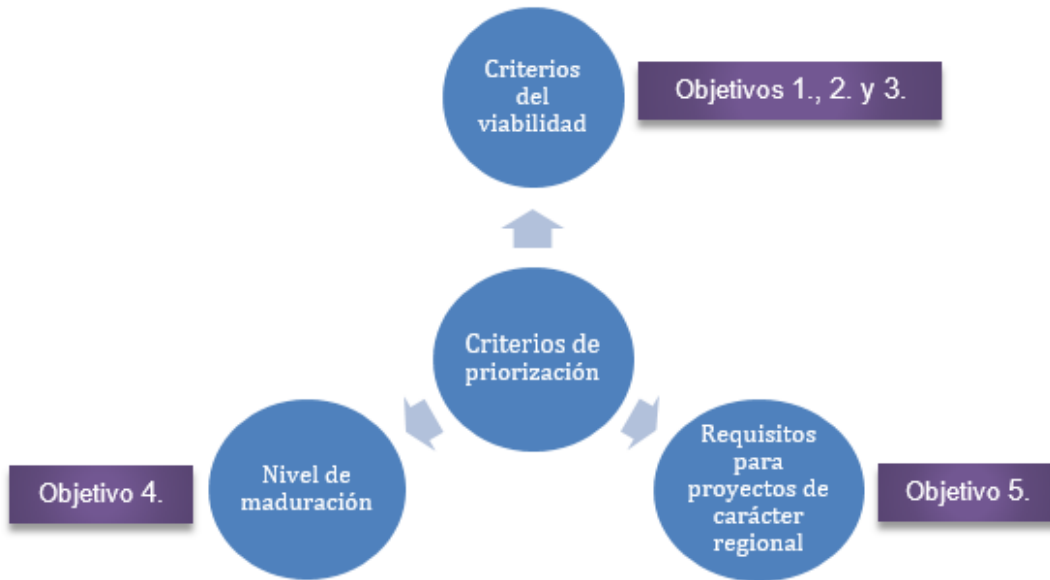 Criterios
del
viabilidad
Objetivos 1., 2. y 3.
Criterios de
priorización
Objetivo 4.
Nivel de
maduración
Requisitos
para
proyectos de
carácter
regional
Objetivo 5.